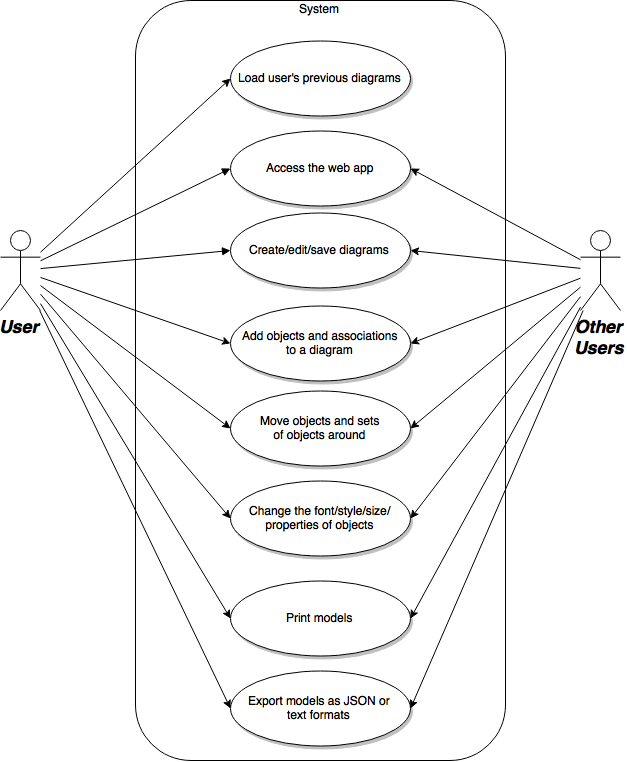 System
Load user's previous diagrams
Access the web app
Create/edit/save diagrams
User
Other
Users
Add objects and associations
to a diagram
Move objects and sets
of objects around
Change the font/style/size/
properties of objects
Print models
Export models as JSON or
text formats